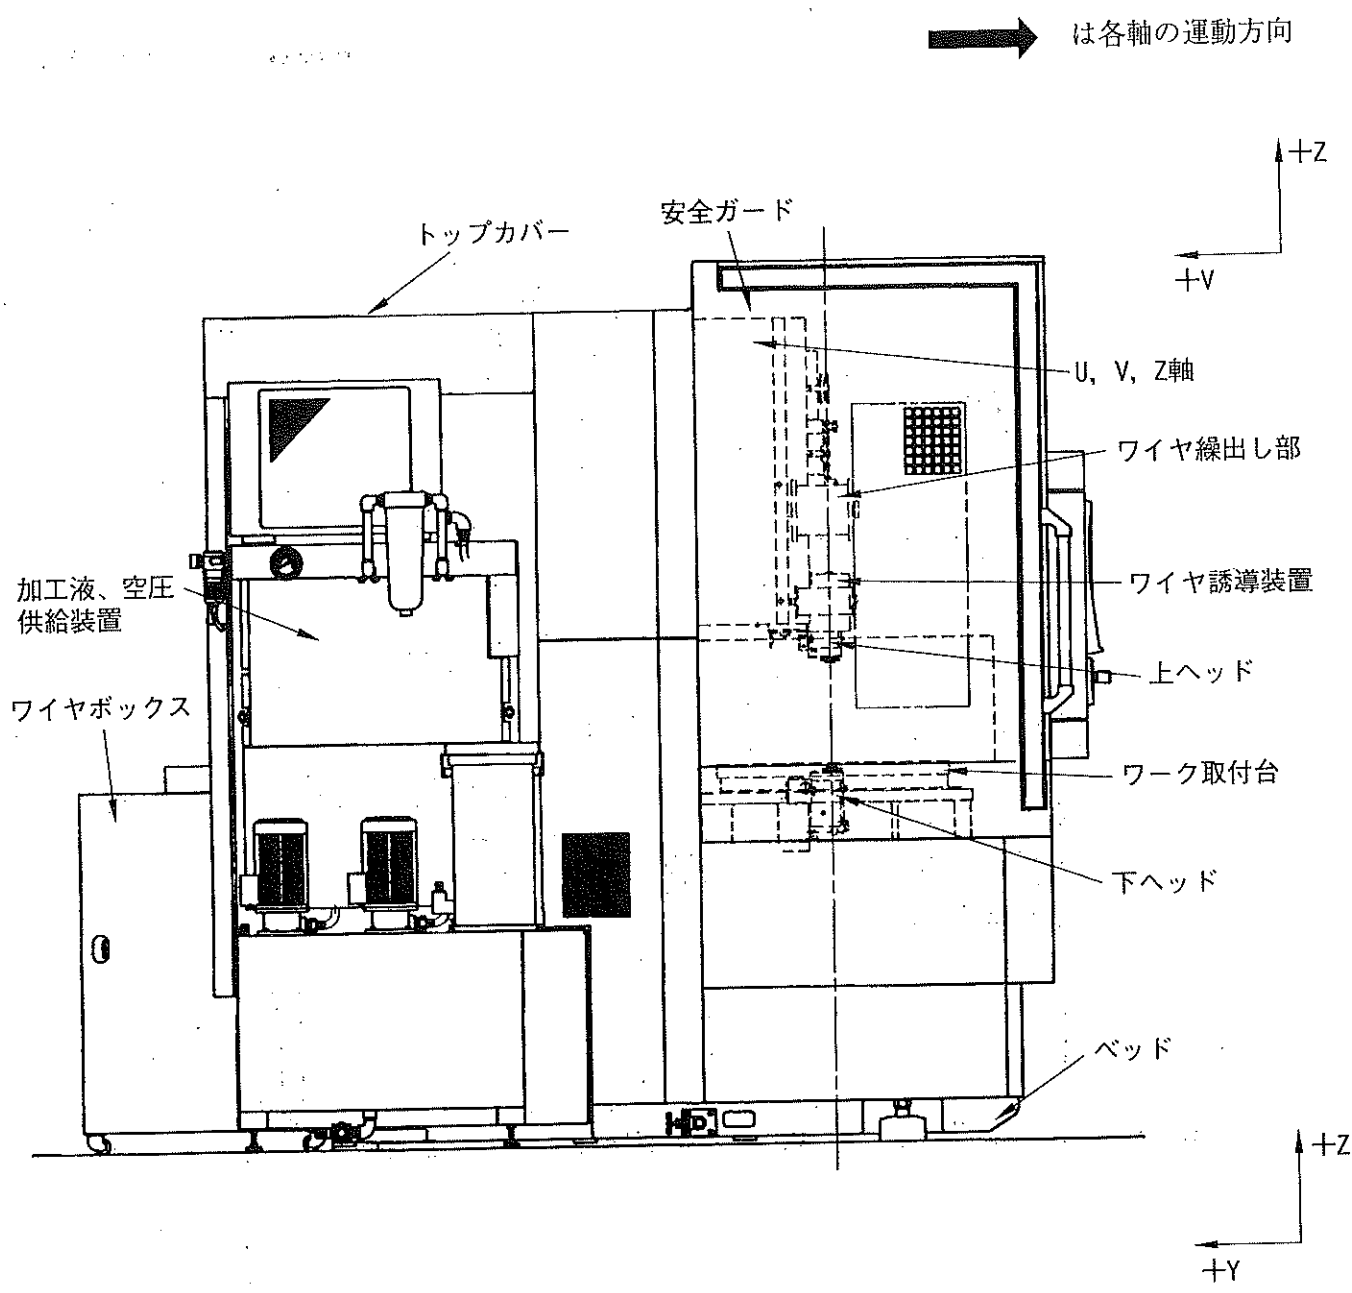 は各軸の運動方向
+Z
+V
安全ガード
トップカバー
U, V, Z軸
ワイヤ繰出し部
加工液、空圧
供給装置
ワイヤ誘導装置
上ヘッド
ワイヤボックス
ワーク取付台
下ヘッド
ベッド
+Z
+Y